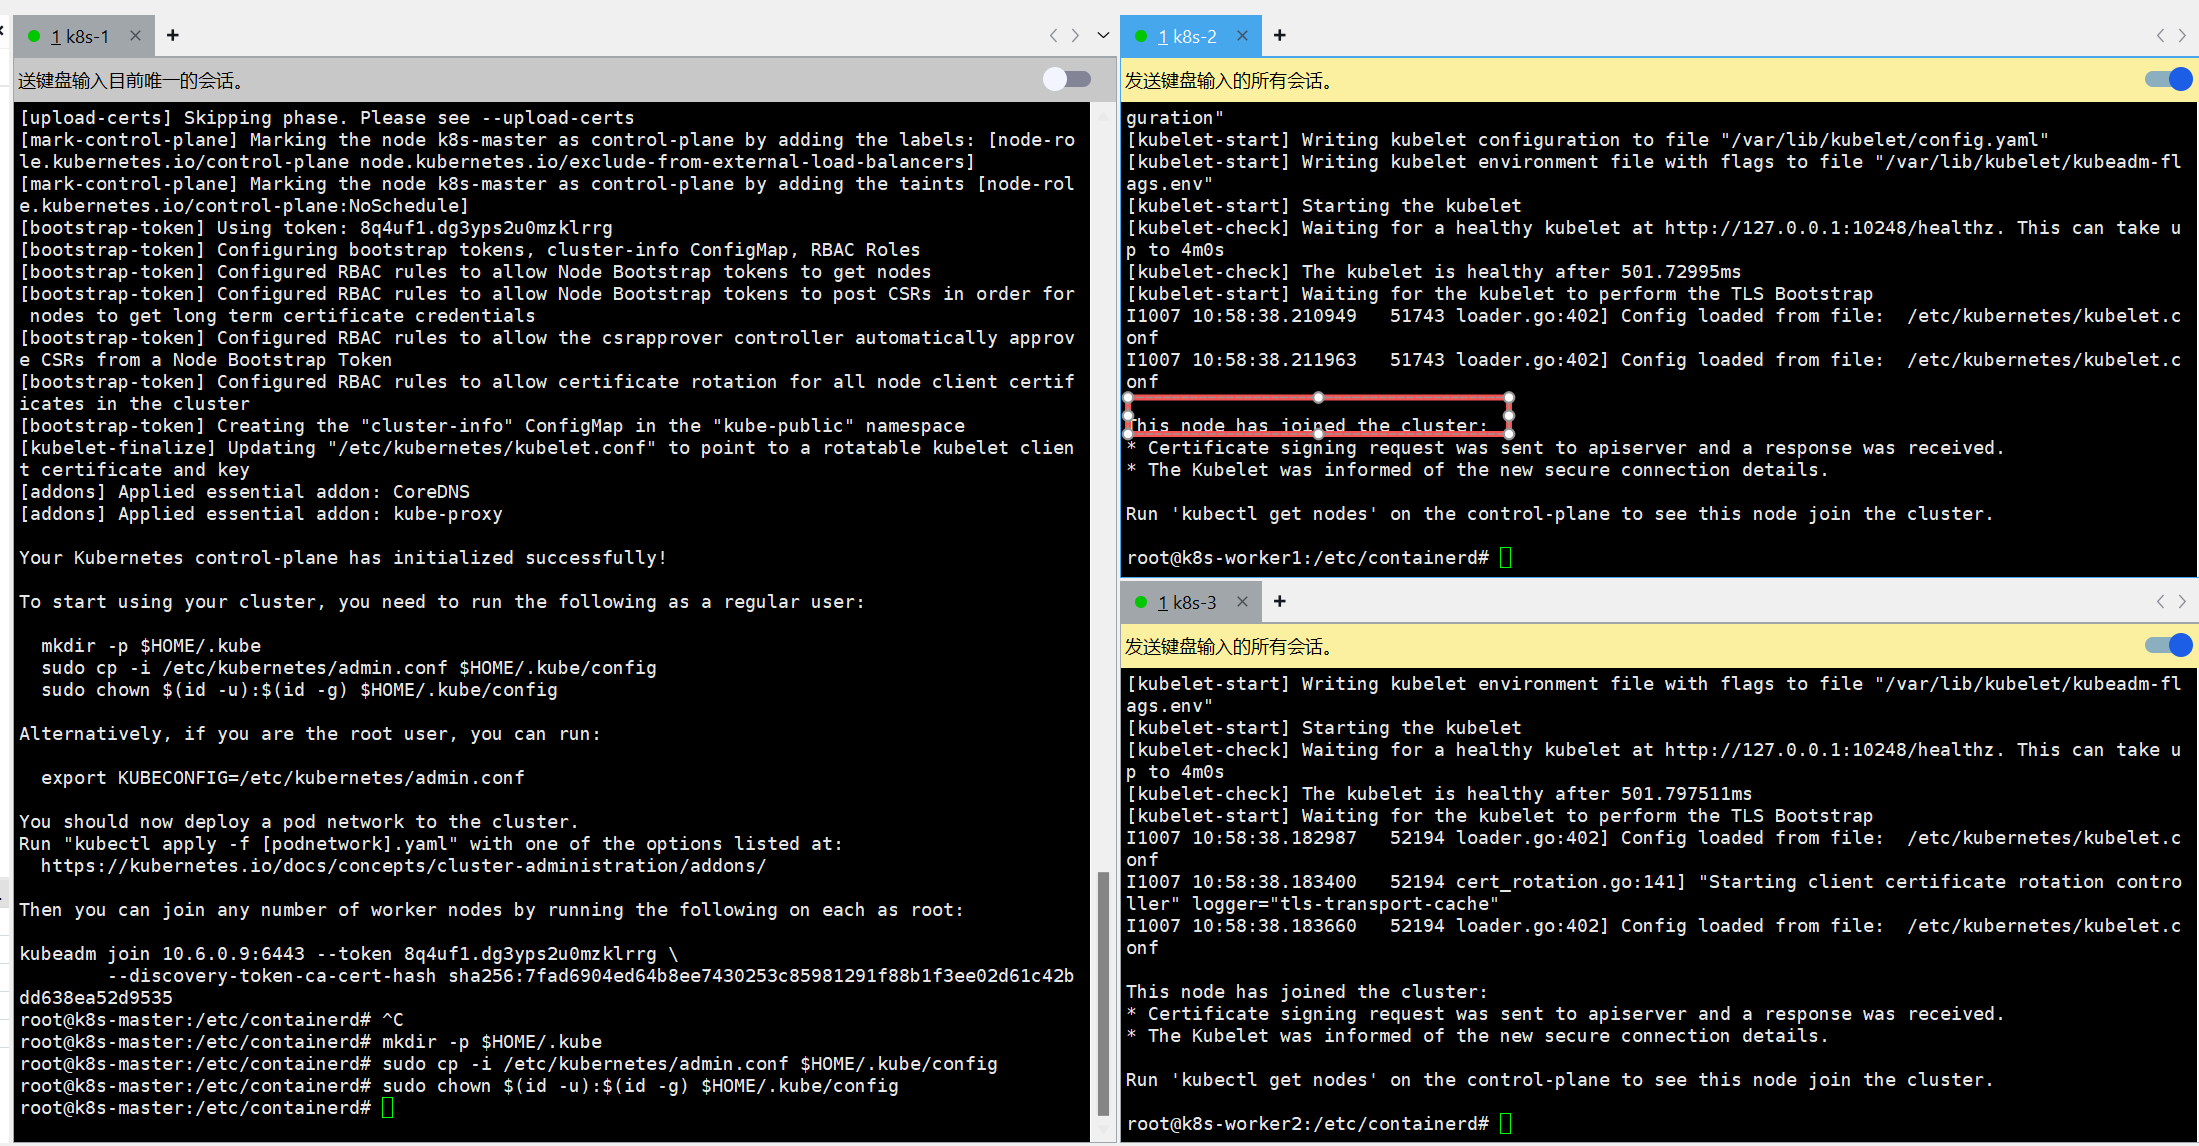 1 k8s-1
送键盘输入目前唯一的会话。
[upload-certs] Skipping phase. Please see --upload-certs
[mark-control-plane] Marking the node k8s-master as control-plane by adding the labels: [node-ro
le.kubernetes.io/control-plane node.kubernetes.io/exclude-from-external-load-balancers]
[mark-control-plane] Marking the node k8s-master as control-plane by adding the taints [node-rol
e.kubernetes.io/control-plane:NoSchedule]
[bootstrap-token] Using token: 8q4uf1.dg3yps2u0mzklrrg
[bootstrap-token] Configuring bootstrap tokens, cluster-info ConfigMap, RBAC Roles
[bootstrap-token] Configured RBAC rules to allow Node Bootstrap tokens to get nodes
[bootstrap-token] Configured RBAC rules to allow Node Bootstrap tokens to post CSRs in order for
 nodes to get long term certificate credentials
[bootstrap-token] Configured RBAC rules to allow the csrapprover controller automatically approv
e CSRs from a Node Bootstrap Token
[bootstrap-token] Configured RBAC rules to allow certificate rotation for all node client certif
icates in the cluster
[bootstrap-token] Creating the "cluster-info" ConfigMap in the "kube-public" namespace
[kubelet-finalize] Updating "/etc/kubernetes/kubelet.conf" to point to a rotatable kubelet clien
t certificate and key
[addons] Applied essential addon: CoreDNS
[addons] Applied essential addon: kube-proxy
Your Kubernetes control-plane has initialized successfully!
To start using your cluster, you need to run the following as a regular user:
  mkdir -p $HOME/.kube
  sudo cp -i /etc/kubernetes/admin.conf $HOME/.kube/config
  sudo chown $(id -u):$(id -g) $HOME/.kube/config
Alternatively, if you are the root user, you can run:
  export KUBECONFIG=/etc/kubernetes/admin.conf
You should now deploy a pod network to the cluster.
Run "kubectl apply -f [podnetwork].yaml" with one of the options listed at:
  https://kubernetes.io/docs/concepts/cluster-administration/addons/
Then you can join any number of worker nodes by running the following on each as root:
kubeadm join 10.6.0.9:6443 --token 8q4uf1.dg3yps2u0mzklrrg \
        --discovery-token-ca-cert-hash sha256:7fad6904ed64b8ee7430253c85981291f88b1f3ee02d61c42b
dd638ea52d9535
root@k8s-master:/etc/containerd# ^C
root@k8s-master:/etc/containerd# mkdir -p $HOME/.kube
root@k8s-master:/etc/containerd# sudo cp -i /etc/kubernetes/admin.conf $HOME/.kube/config
root@k8s-master:/etc/containerd# sudo chown $(id -u):$(id -g) $HOME/.kube/config
root@k8s-master:/etc/containerd#
1 k8s-2
发送键盘输入的所有会话。
guration"
[kubelet-start] Writing kubelet configuration to file "/var/lib/kubelet/config.yaml"
[kubelet-start] Writing kubelet environment file with flags to file "/var/lib/kubelet/kubeadm-fl
ags.env"
[kubelet-start] Starting the kubelet
[kubelet-check] Waiting for a healthy kubelet at http://127.0.0.1:10248/healthz. This can take u
p to 4m0s
[kubelet-check] The kubelet is healthy after 501.72995ms
[kubelet-start] Waiting for the kubelet to perform the TLS Bootstrap
I1007 10:58:38.210949   51743 loader.go:402] Config loaded from file:  /etc/kubernetes/kubelet.c
onf
I1007 10:58:38.211963   51743 loader.go:402] Config loaded from file:  /etc/kubernetes/kubelet.c
onf
This node has joined the cluster:
* Certificate signing request was sent to apiserver and a response was received.
* The Kubelet was informed of the new secure connection details.
Run 'kubectl get nodes' on the control-plane to see this node join the cluster.
root@k8s-worker1:/etc/containerd#
1 k8s-3
发送键盘输入的所有会话。
[kubelet-start] Writing kubelet environment file with flags to file "/var/lib/kubelet/kubeadm-fl
ags.env"
[kubelet-start] Starting the kubelet
[kubelet-check] Waiting for a healthy kubelet at http://127.0.0.1:10248/healthz. This can take u
p to 4m0s
[kubelet-check] The kubelet is healthy after 501.797511ms
[kubelet-start] Waiting for the kubelet to perform the TLS Bootstrap
I1007 10:58:38.182987   52194 loader.go:402] Config loaded from file:  /etc/kubernetes/kubelet.c
onf
I1007 10:58:38.183400   52194 cert_rotation.go:141] "Starting client certificate rotation contro
ller" logger="tls-transport-cache"
I1007 10:58:38.183660   52194 loader.go:402] Config loaded from file:  /etc/kubernetes/kubelet.c
onf
This node has joined the cluster:
* Certificate signing request was sent to apiserver and a response was received.
* The Kubelet was informed of the new secure connection details.
Run 'kubectl get nodes' on the control-plane to see this node join the cluster.
root@k8s-worker2:/etc/containerd#